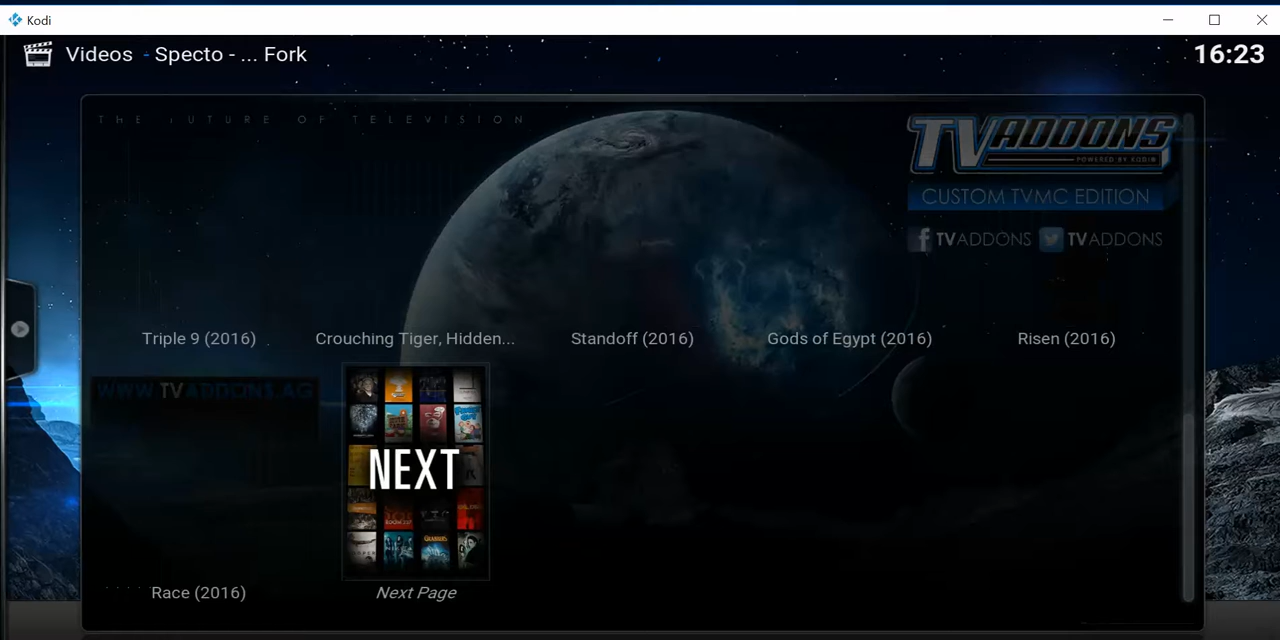 Kodi
Videos - Specto - ... Fork
16:23
THE FUTURE OF TELEVISION
TVADDONS
POWERED BY KODI
CUSTOM TVMC EDITION
TVADDONS TVADDONS
Triple 9 (2016)
Crouching Tiger, Hidden...
Standoff (2016)
Gods of Egypt (2016)
Risen (2016)
WWW.TVADDONS.AG
NEXT
Race (2016)
Next Page